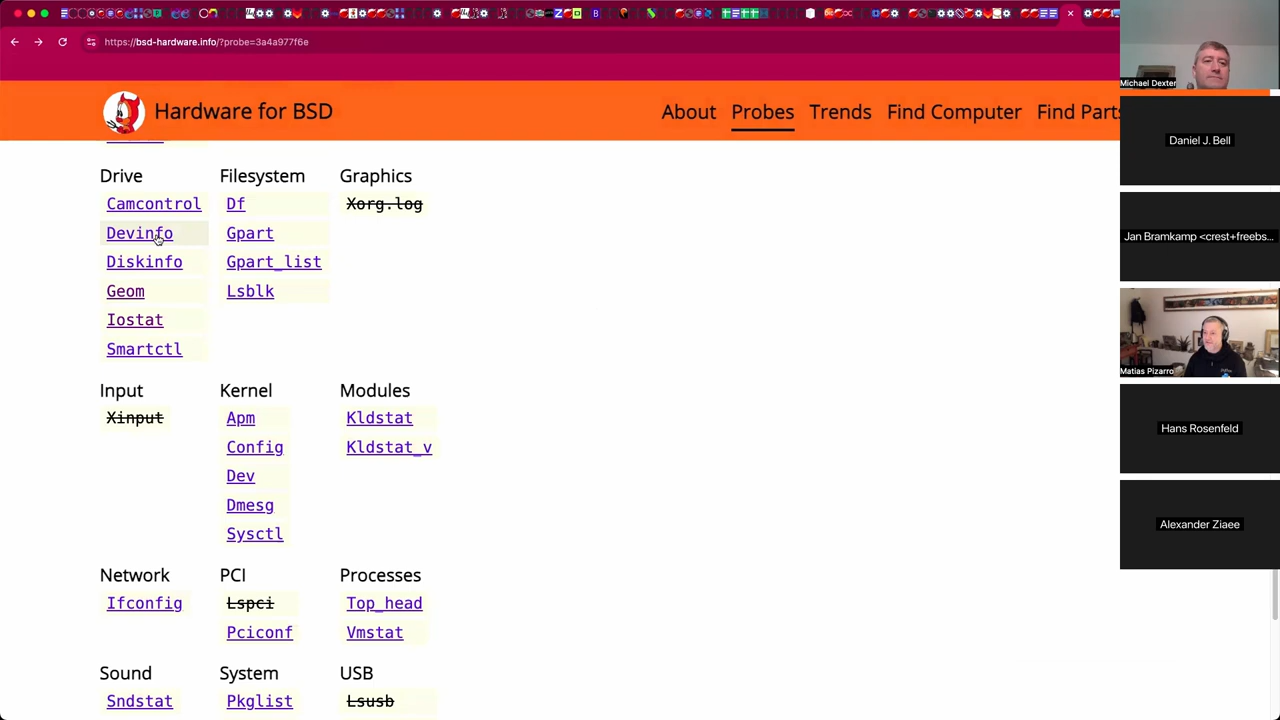 https://bsd-hardware.info/?probe=3a4a977f6e
Hardware for BSD
About Probes Trends Find Computer Find Parts
Drive Filesystem Graphics
Camcontrol Df Xorg.log
Devinfo Gpart
Diskinfo Gpart_list
Geom Lsblk
Iostat
Smartctl
Input Kernel Modules
Xinput Apm Kldstat
Config Kldstat_v
Dev
Dmesg
Sysctl
Network PCI Processes
Ifconfig Lspci Top_head
Pciconf Vmstat
Sound System USB
Sndstat Pkglist Lsusb
Michael Dexter
Daniel J. Bell
Jan Bramkamp <crest+freebs...
Matias Pizarro
Hans Rosenfeld
Alexander Ziaee